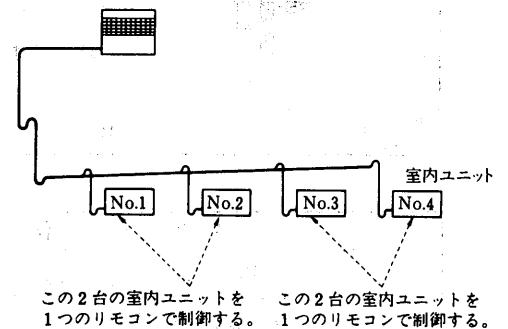 室内ユニット
No.1
No.2
No.3
No.4
この2台の室内ユニットを
1つのリモコンで制御する。
この2台の室内ユニットを
1つのリモコンで制御する。